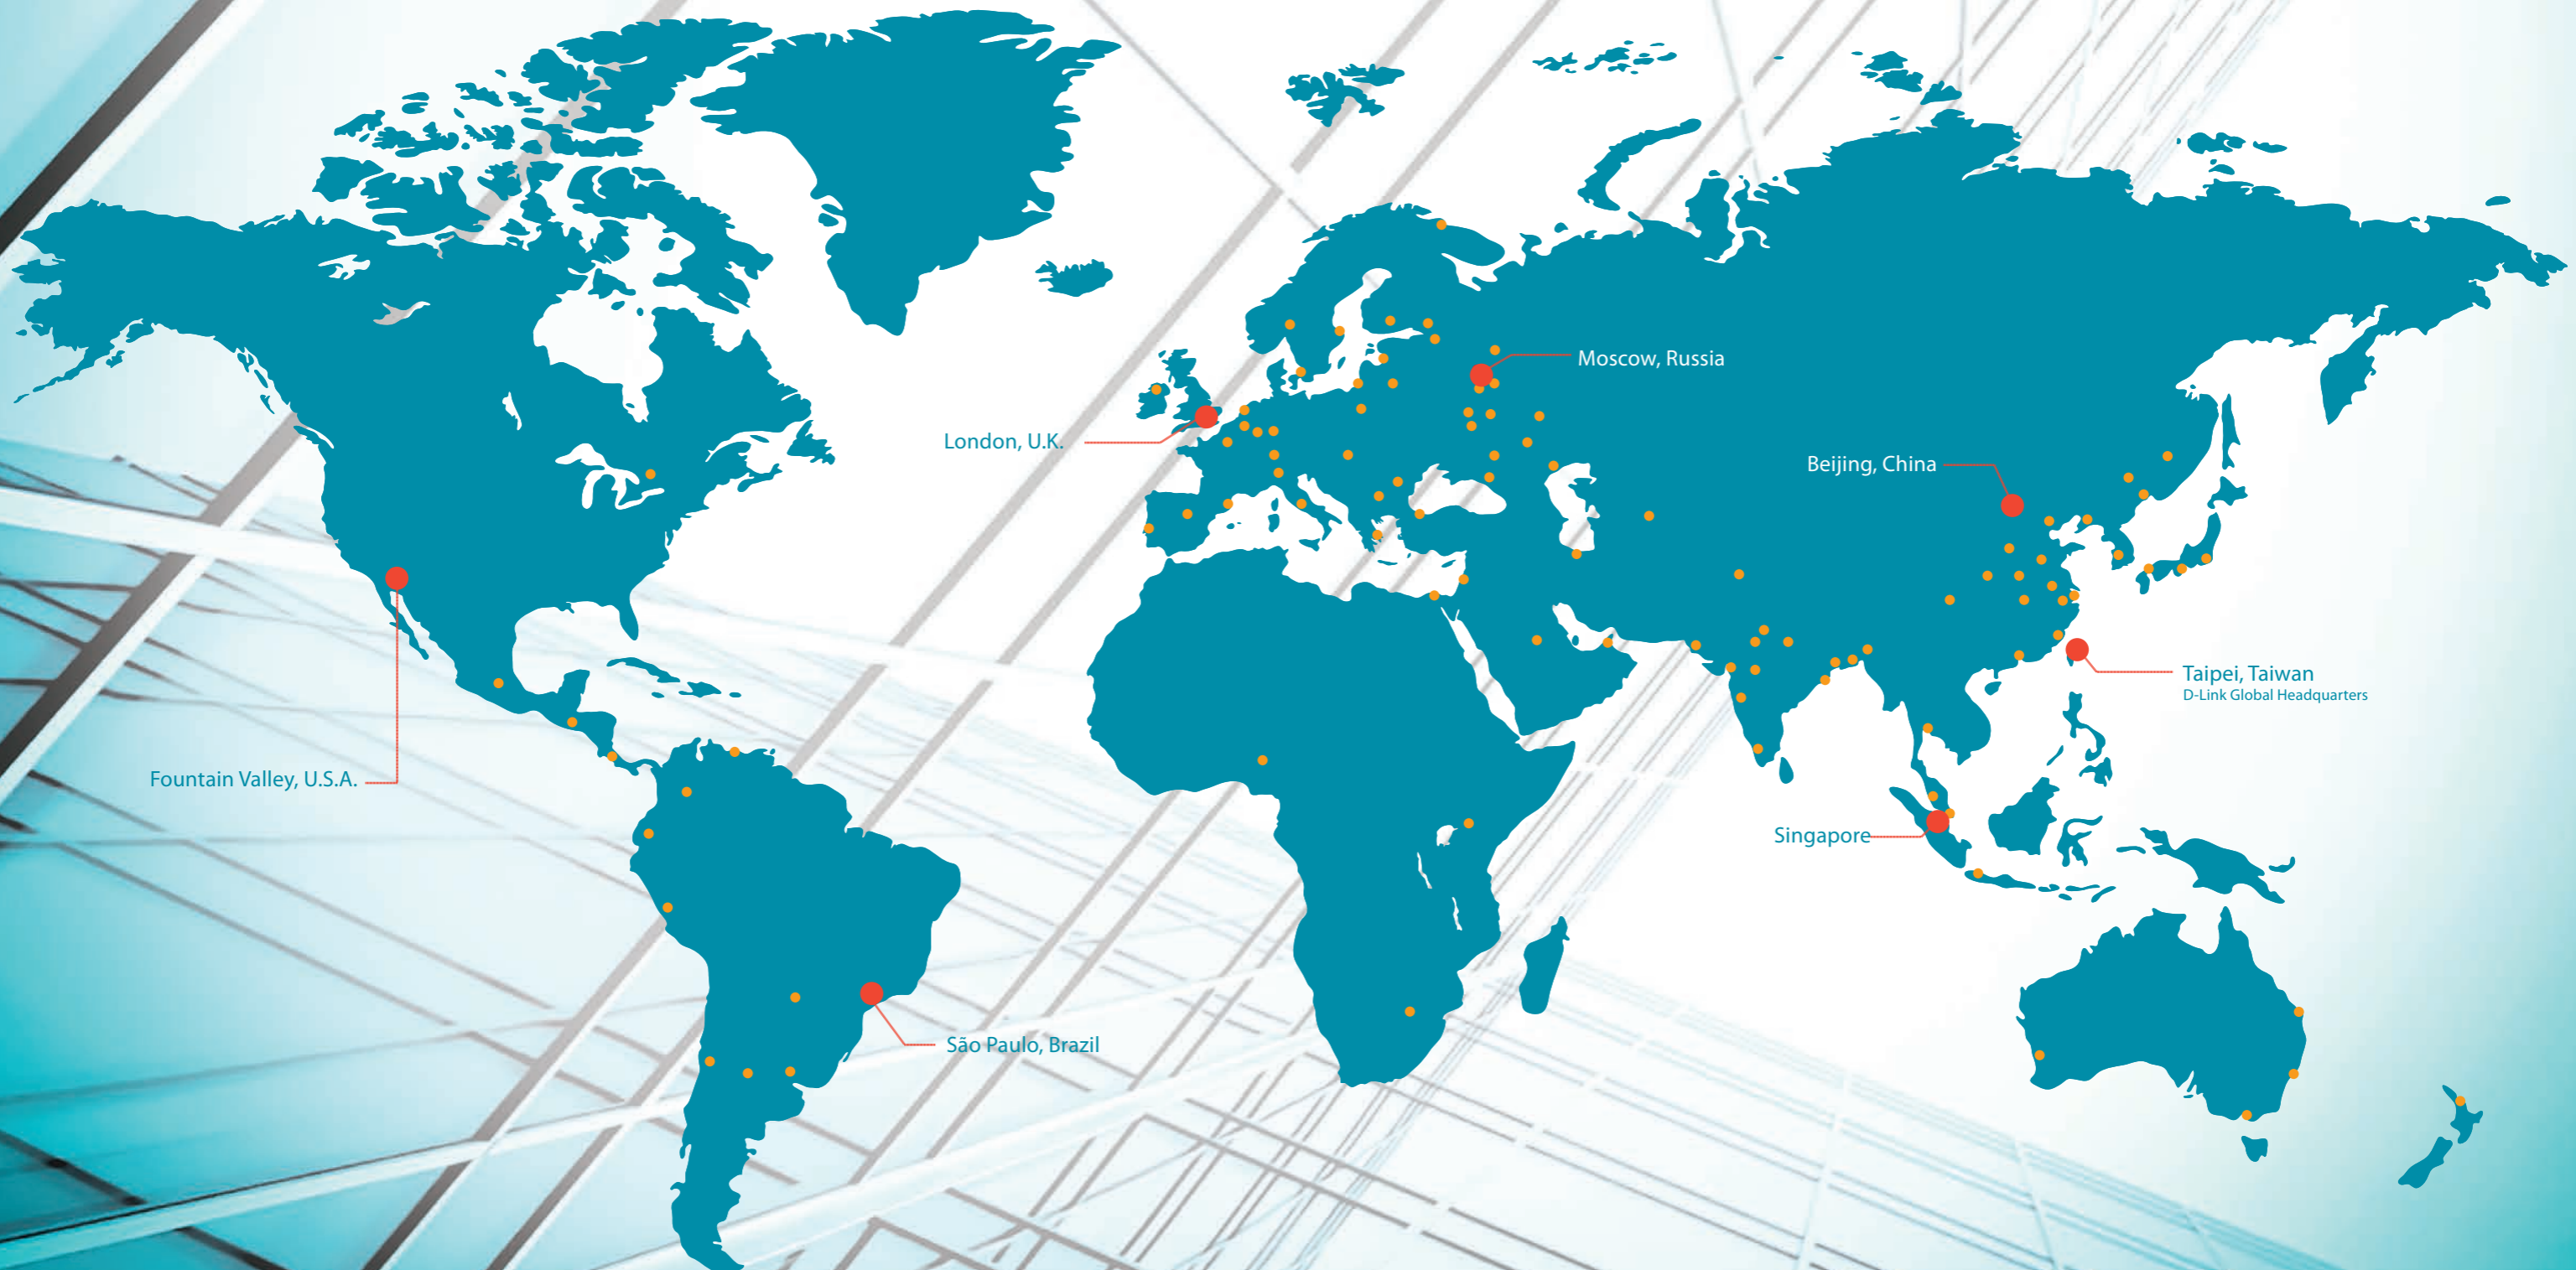 Moscow, Russia
London, U.K.
Beijing, China
Taipei, Taiwan
D-Link Global Headquarters
Fountain Valley, U.S.A.
Singapore
São Paulo, Brazil